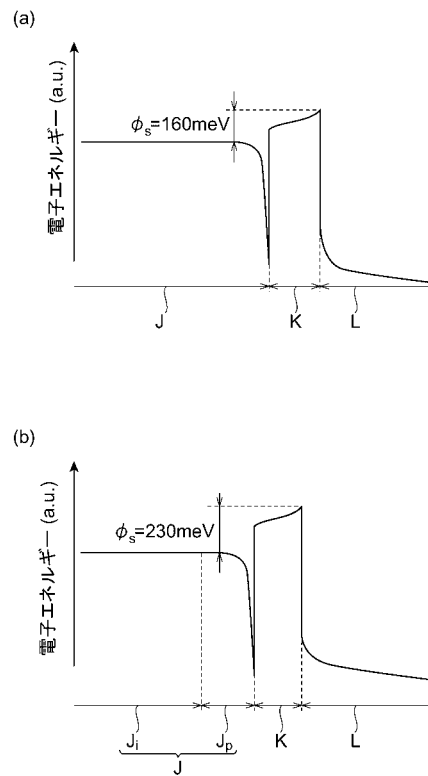 (a)
電子エネルギー (a.u.)
ϕs=160meV
J
K
L
(b)
電子エネルギー (a.u.)
ϕs=230meV
Ji
Jp
K
L
J